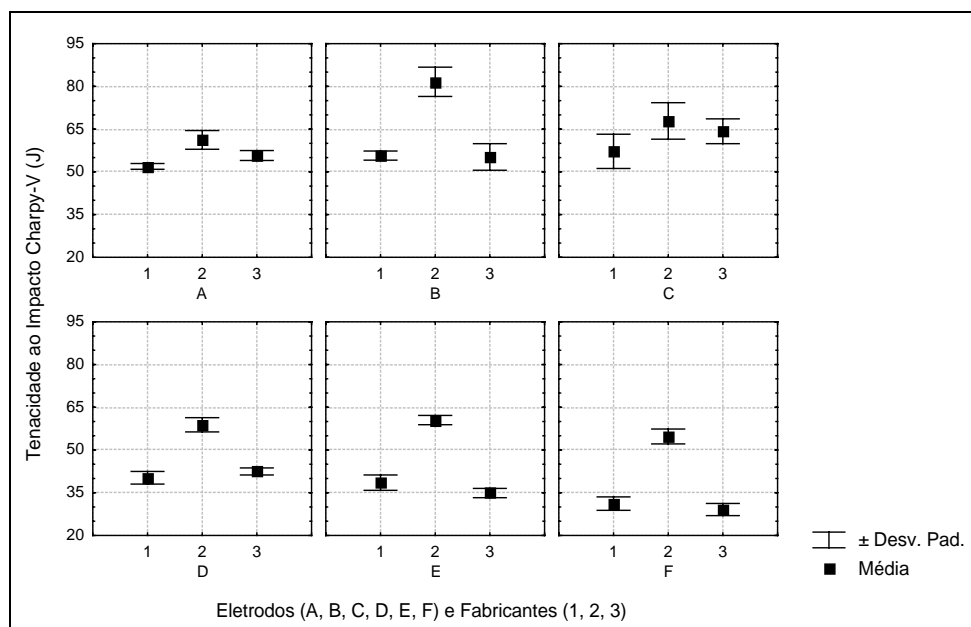 Tenacidade ao Impacto Charpy-V (J)
95
80
65
50
35
20
1 2 3
A
1 2 3
B
1 2 3
C
95
80
65
50
35
20
1 2 3
D
1 2 3
E
1 2 3
F
± Desv. Pad.
Média
Eletrodos (A, B, C, D, E, F) e Fabricantes (1, 2, 3)